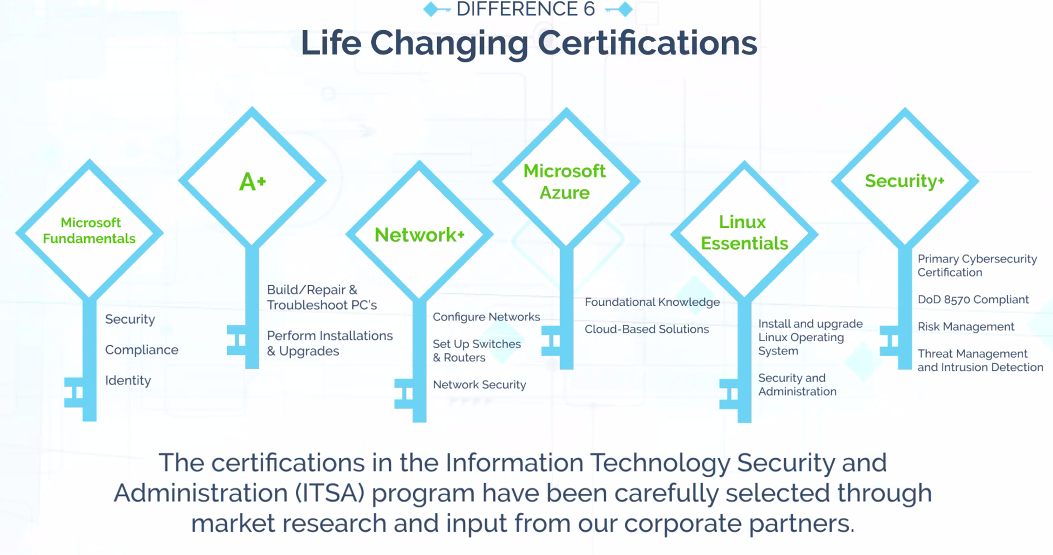 DIFFERENCE 6
Life Changing Certifications
Microsoft
Fundamentals
Security
Compliance
Identity
A+
Build/Repair &
Troubleshoot PC's
Perform Installations
& Upgrades
Network+
Configure Networks
Set Up Switches
& Routers
Network Security
Microsoft
Azure
Foundational Knowledge
Cloud-Based Solutions
Linux
Essentials
Install and upgrade
Linux Operating
System
Security and
Administration
Security+
Primary Cybersecurity
Certification
DoD 8570 Compliant
Risk Management
Threat Management
and Intrusion Detection
The certifications in the Information Technology Security and
Administration (ITSA) program have been carefully selected through
market research and input from our corporate partners.